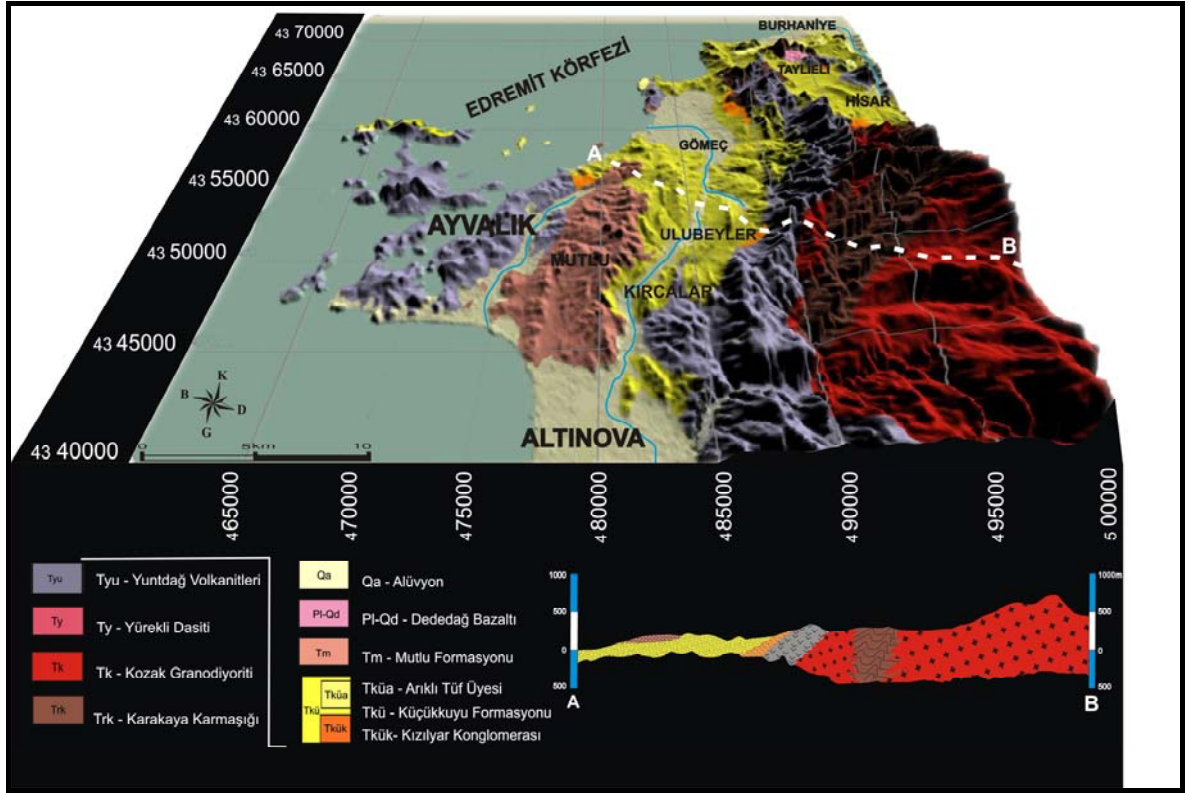 43 70000
43 65000
43 60000
43 55000
43 50000
43 45000
43 40000
BURHANİYE
TAYLIELİ
HİSAR
EDREMİT KÖRFEZİ
GÖMEÇ
A
AYVALIK
ULUBEYLER
B
MUTLU
KIRCALAR
ALTINOVA
K
B
D
G
0 5km 10
465000
470000
475000
4 80000
485000
4 90000
495000
5 00000
Tyu Tyu - Yuntdağ Volkanitleri
Ty Ty - Yürekli Dasiti
Tk Tk - Kozak Granodiyoriti
Trk Trk - Karakaya Karmaşığı
Qa Qa - Alüvyon
Pl-Qd Pl-Qd - Dededağ Bazaltı
Tm Tm - Mutlu Formasyonu
Tküa Tküa - Arıklı Tüf Üyesi
Tkü Tkü - Küçükkuyu Formasyonu
Tkük Tkük- Kızılyar Konglomerası
1000
500
0
500
A
1000m
500
0
500
B